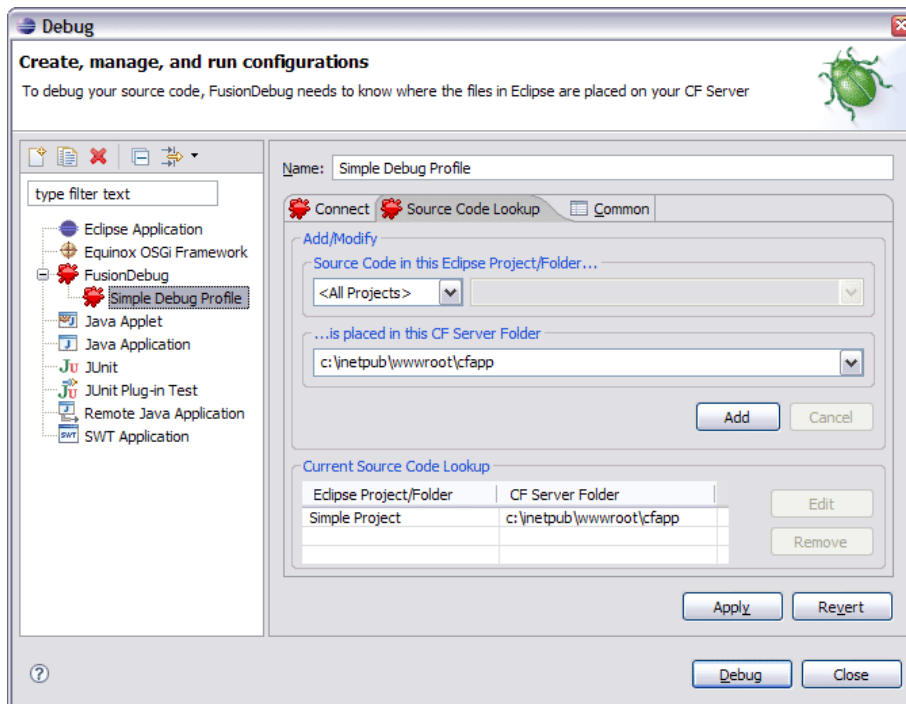 Debug
Create, manage, and run configurations
To debug your source code, FusionDebug needs to know where the files in Eclipse are placed on your CF Server
type filter text
Eclipse Application
Equinox OSGi Framework
FusionDebug
Simple Debug Profile
Java Applet
Java Application
JUnit
JUnit Plug-in Test
Remote Java Application
SWT Application
Name: Simple Debug Profile
Connect Source Code Lookup Common
Add/Modify
Source Code in this Eclipse Project/Folder...
<All Projects>
...is placed in this CF Server Folder
c:\inetpub\wwwroot\cfapp
Add Cancel
Current Source Code Lookup
Eclipse Project/Folder CF Server Folder
Simple Project c:\inetpub\wwwroot\cfapp
Edit
Remove
Apply Revert
Debug Close